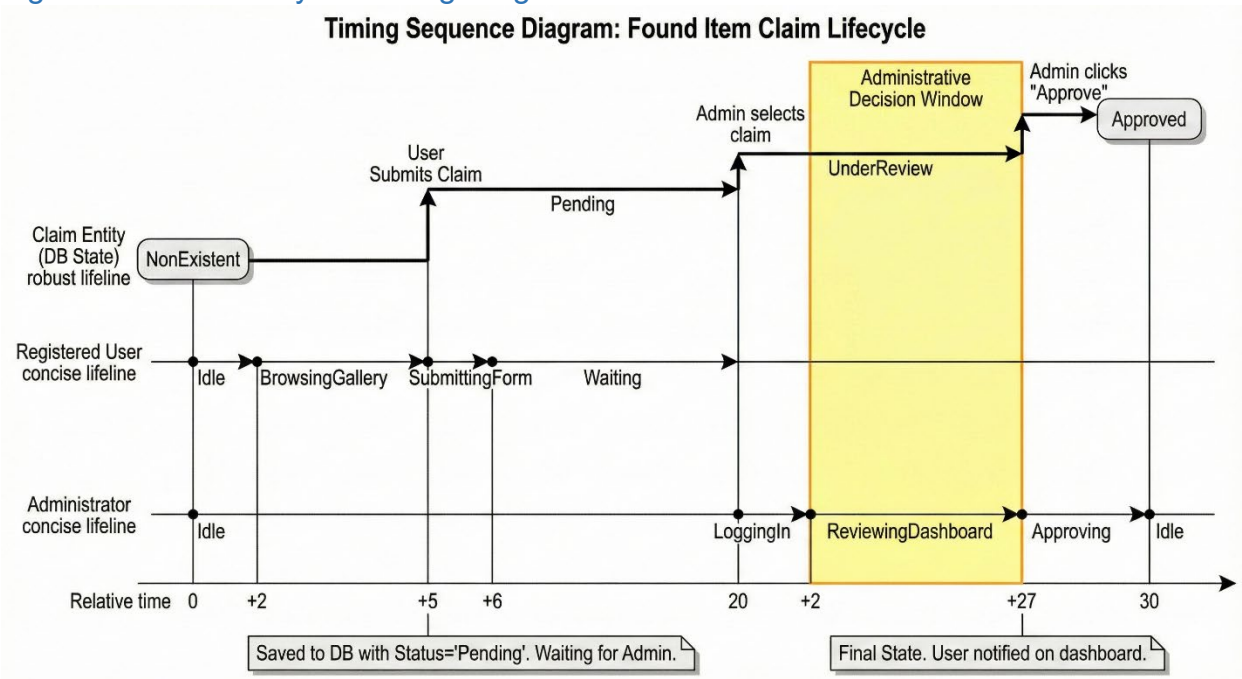 Timing Sequence Diagram: Found Item Claim Lifecycle
Administrative
Decision Window
Admin clicks
"Approve"
Approved
Admin selects
claim
UnderReview
User
Submits Claim
Pending
Claim Entity
(DB State)
robust lifeline
NonExistent
Registered User
concise lifeline
Idle
BrowsingGallery
SubmittingForm
Waiting
Administrator
concise lifeline
Idle
LoggingIn
ReviewingDashboard
Approving
Idle
Relative time 0 +2 +5 +6 20 +2 +27 30
Saved to DB with Status='Pending'. Waiting for Admin.
Final State. User notified on dashboard.